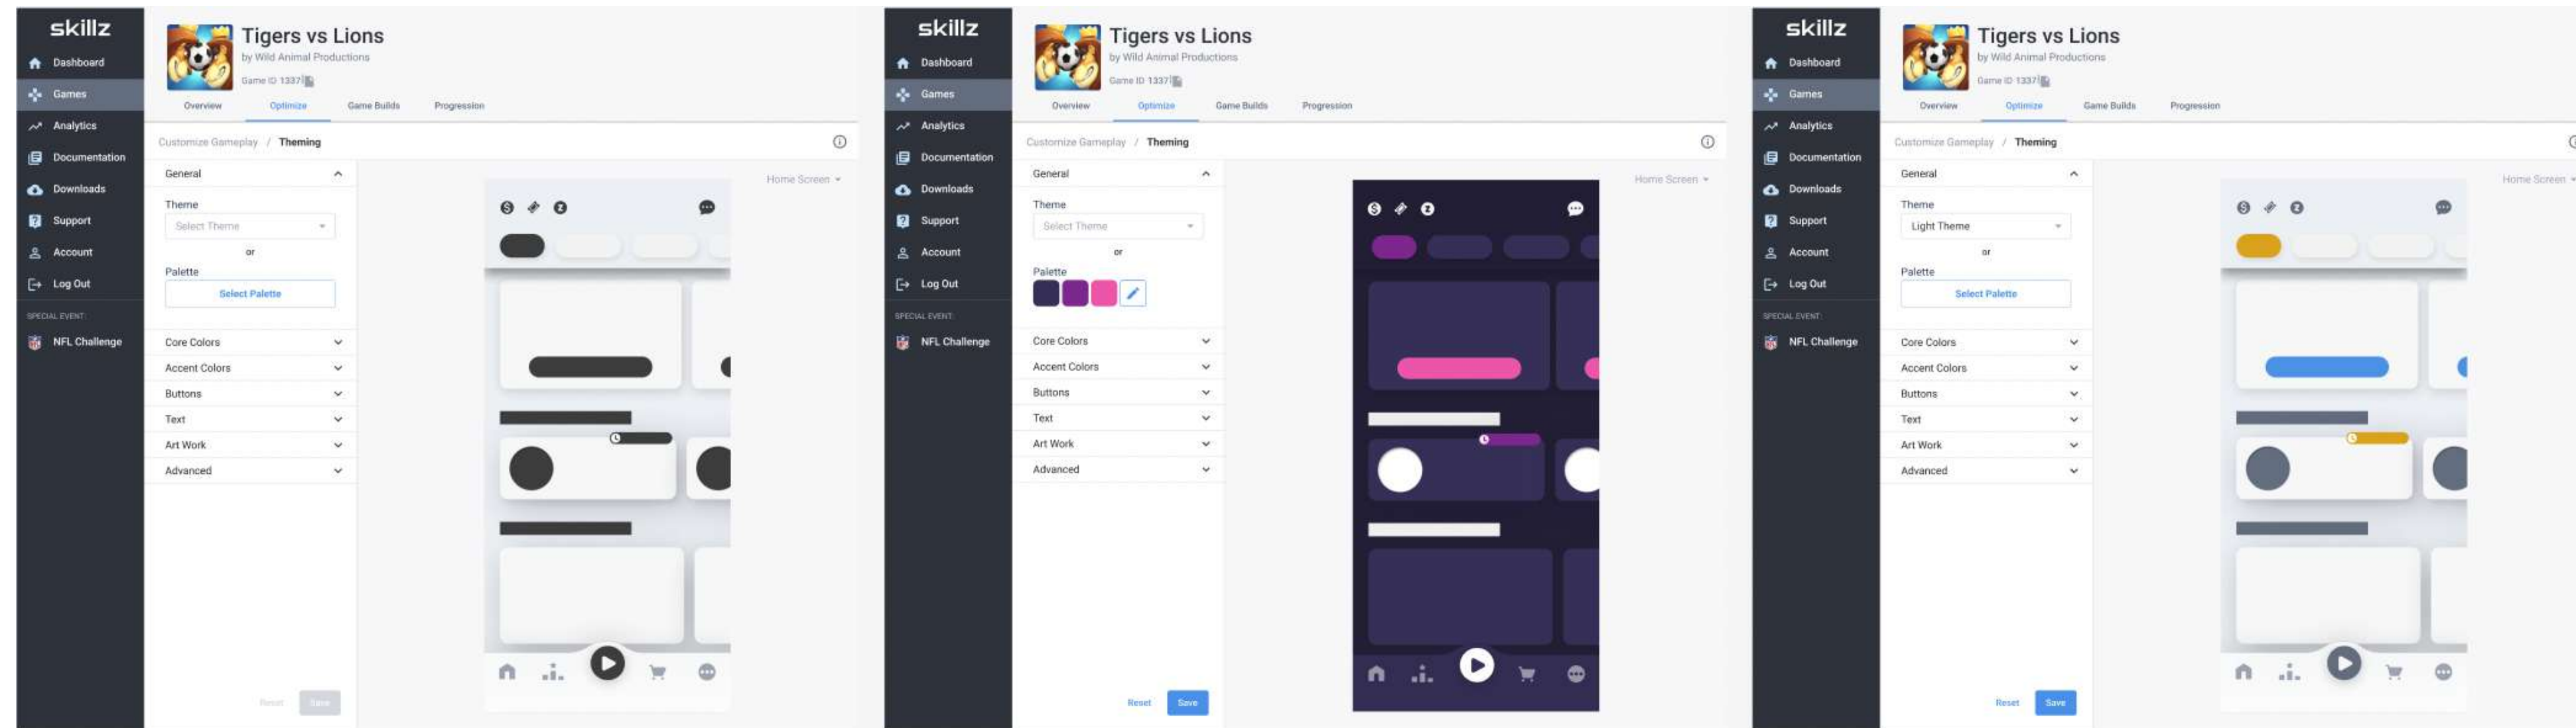 skillz
Dashboard
Games
Analytics
Documentation
Downloads
Support
Account
Log Out
SPECIAL EVENT:
NFL Challenge
Tigers vs Lions
by Wild Animal Productions
Game ID 1337
Overview Optimize Game Builds Progression
Customize Gameplay / Theming
General
Theme
Select Theme
or
Palette
Select Palette
Core Colors
Accent Colors
Buttons
Text
Art Work
Advanced
Reset Save
Home Screen
skillz
Dashboard
Games
Analytics
Documentation
Downloads
Support
Account
Log Out
SPECIAL EVENT:
NFL Challenge
Tigers vs Lions
by Wild Animal Productions
Game ID 1337
Overview Optimize Game Builds Progression
Customize Gameplay / Theming
General
Theme
Select Theme
or
Palette
Core Colors
Accent Colors
Buttons
Text
Art Work
Advanced
Reset Save
Home Screen
skillz
Dashboard
Games
Analytics
Documentation
Downloads
Support
Account
Log Out
SPECIAL EVENT:
NFL Challenge
Tigers vs Lions
by Wild Animal Productions
Game ID 1337
Overview Optimize Game Builds Progression
Customize Gameplay / Theming
General
Theme
Light Theme
or
Palette
Select Palette
Core Colors
Accent Colors
Buttons
Text
Art Work
Advanced
Reset Save
Home Screen